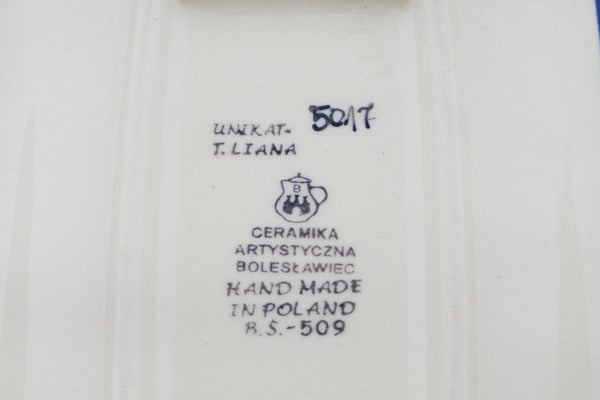 UNIKAT- 5017
T. LIANA
B
CERAMIKA
ARTYSTYCZNA
BOLESŁAWIEC
HAND MADE
IN POLAND
B.S.-509